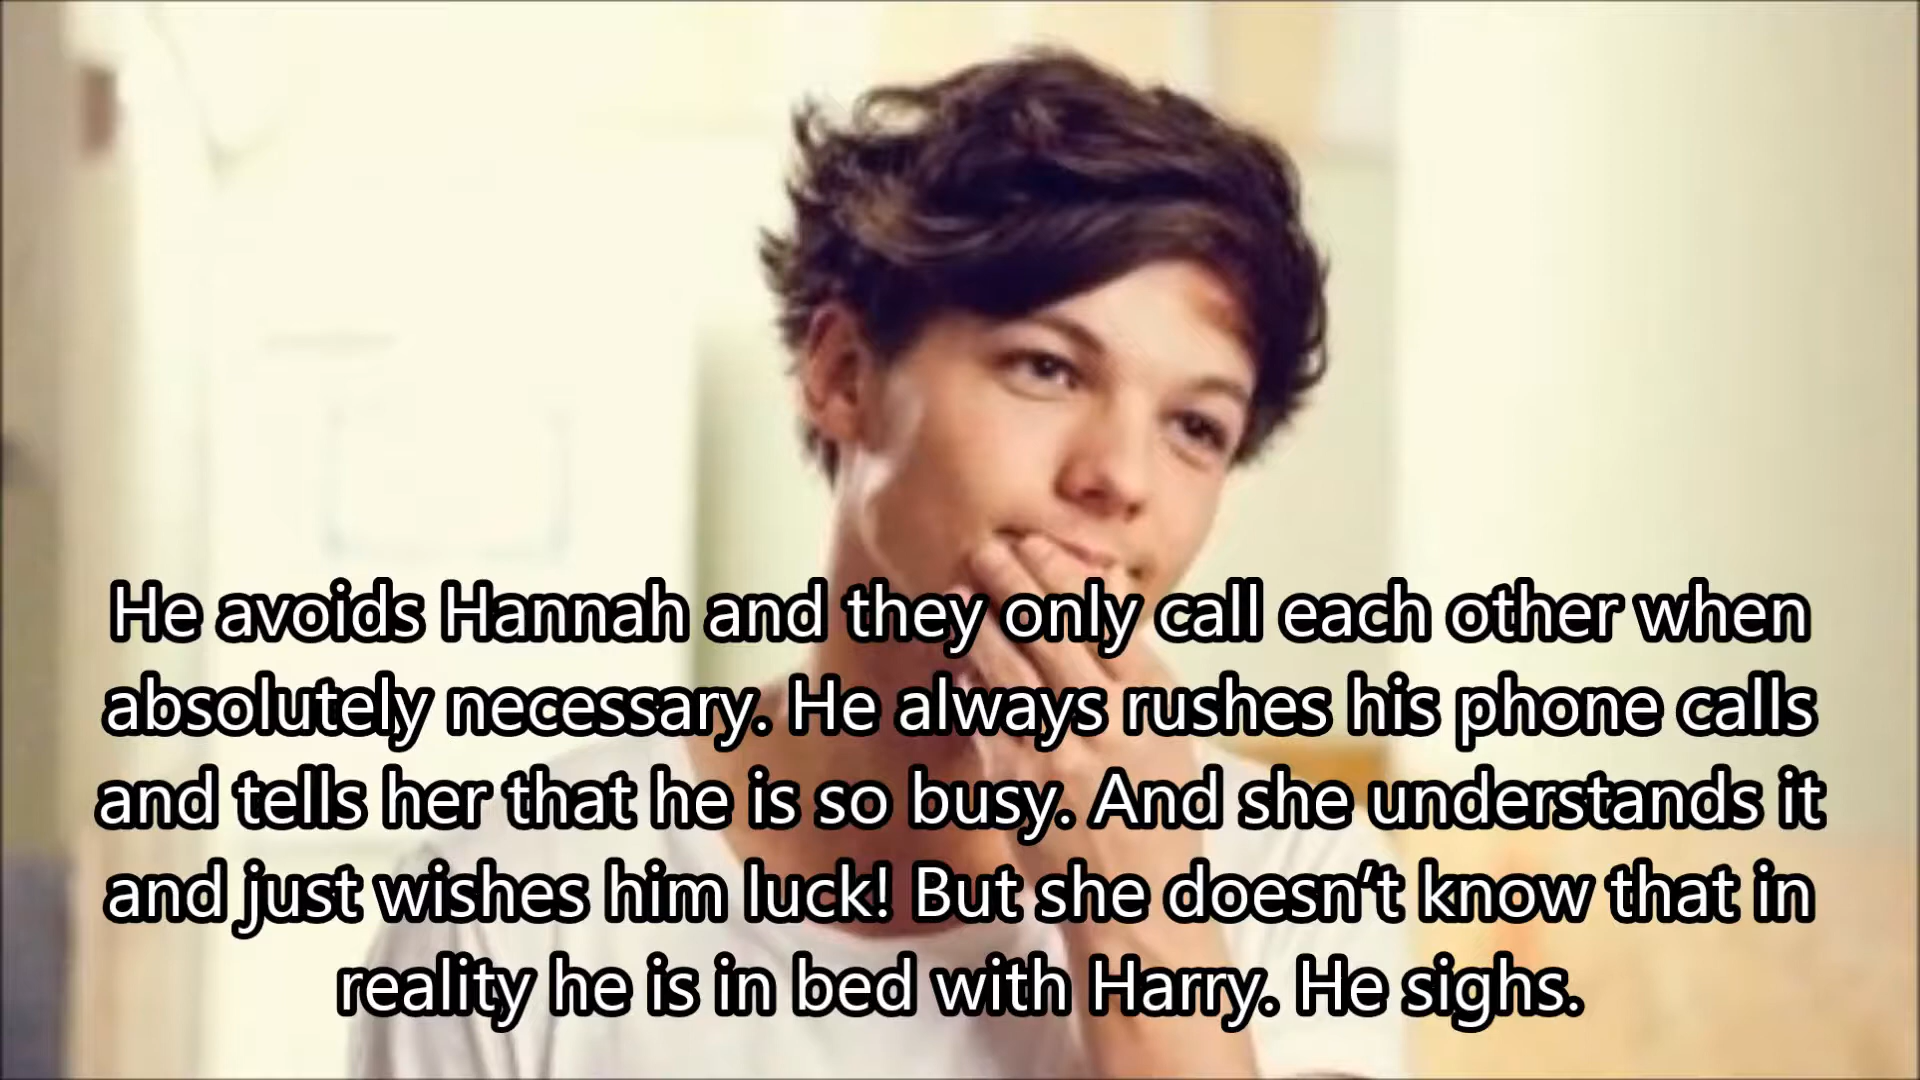 He avoids Hannah and they only call each other when
absolutely necessary. He always rushes his phone calls
and tells her that he is so busy. And she understands it
and just wishes him luck! But she doesn’t know that in
reality he is in bed with Harry. He sighs.